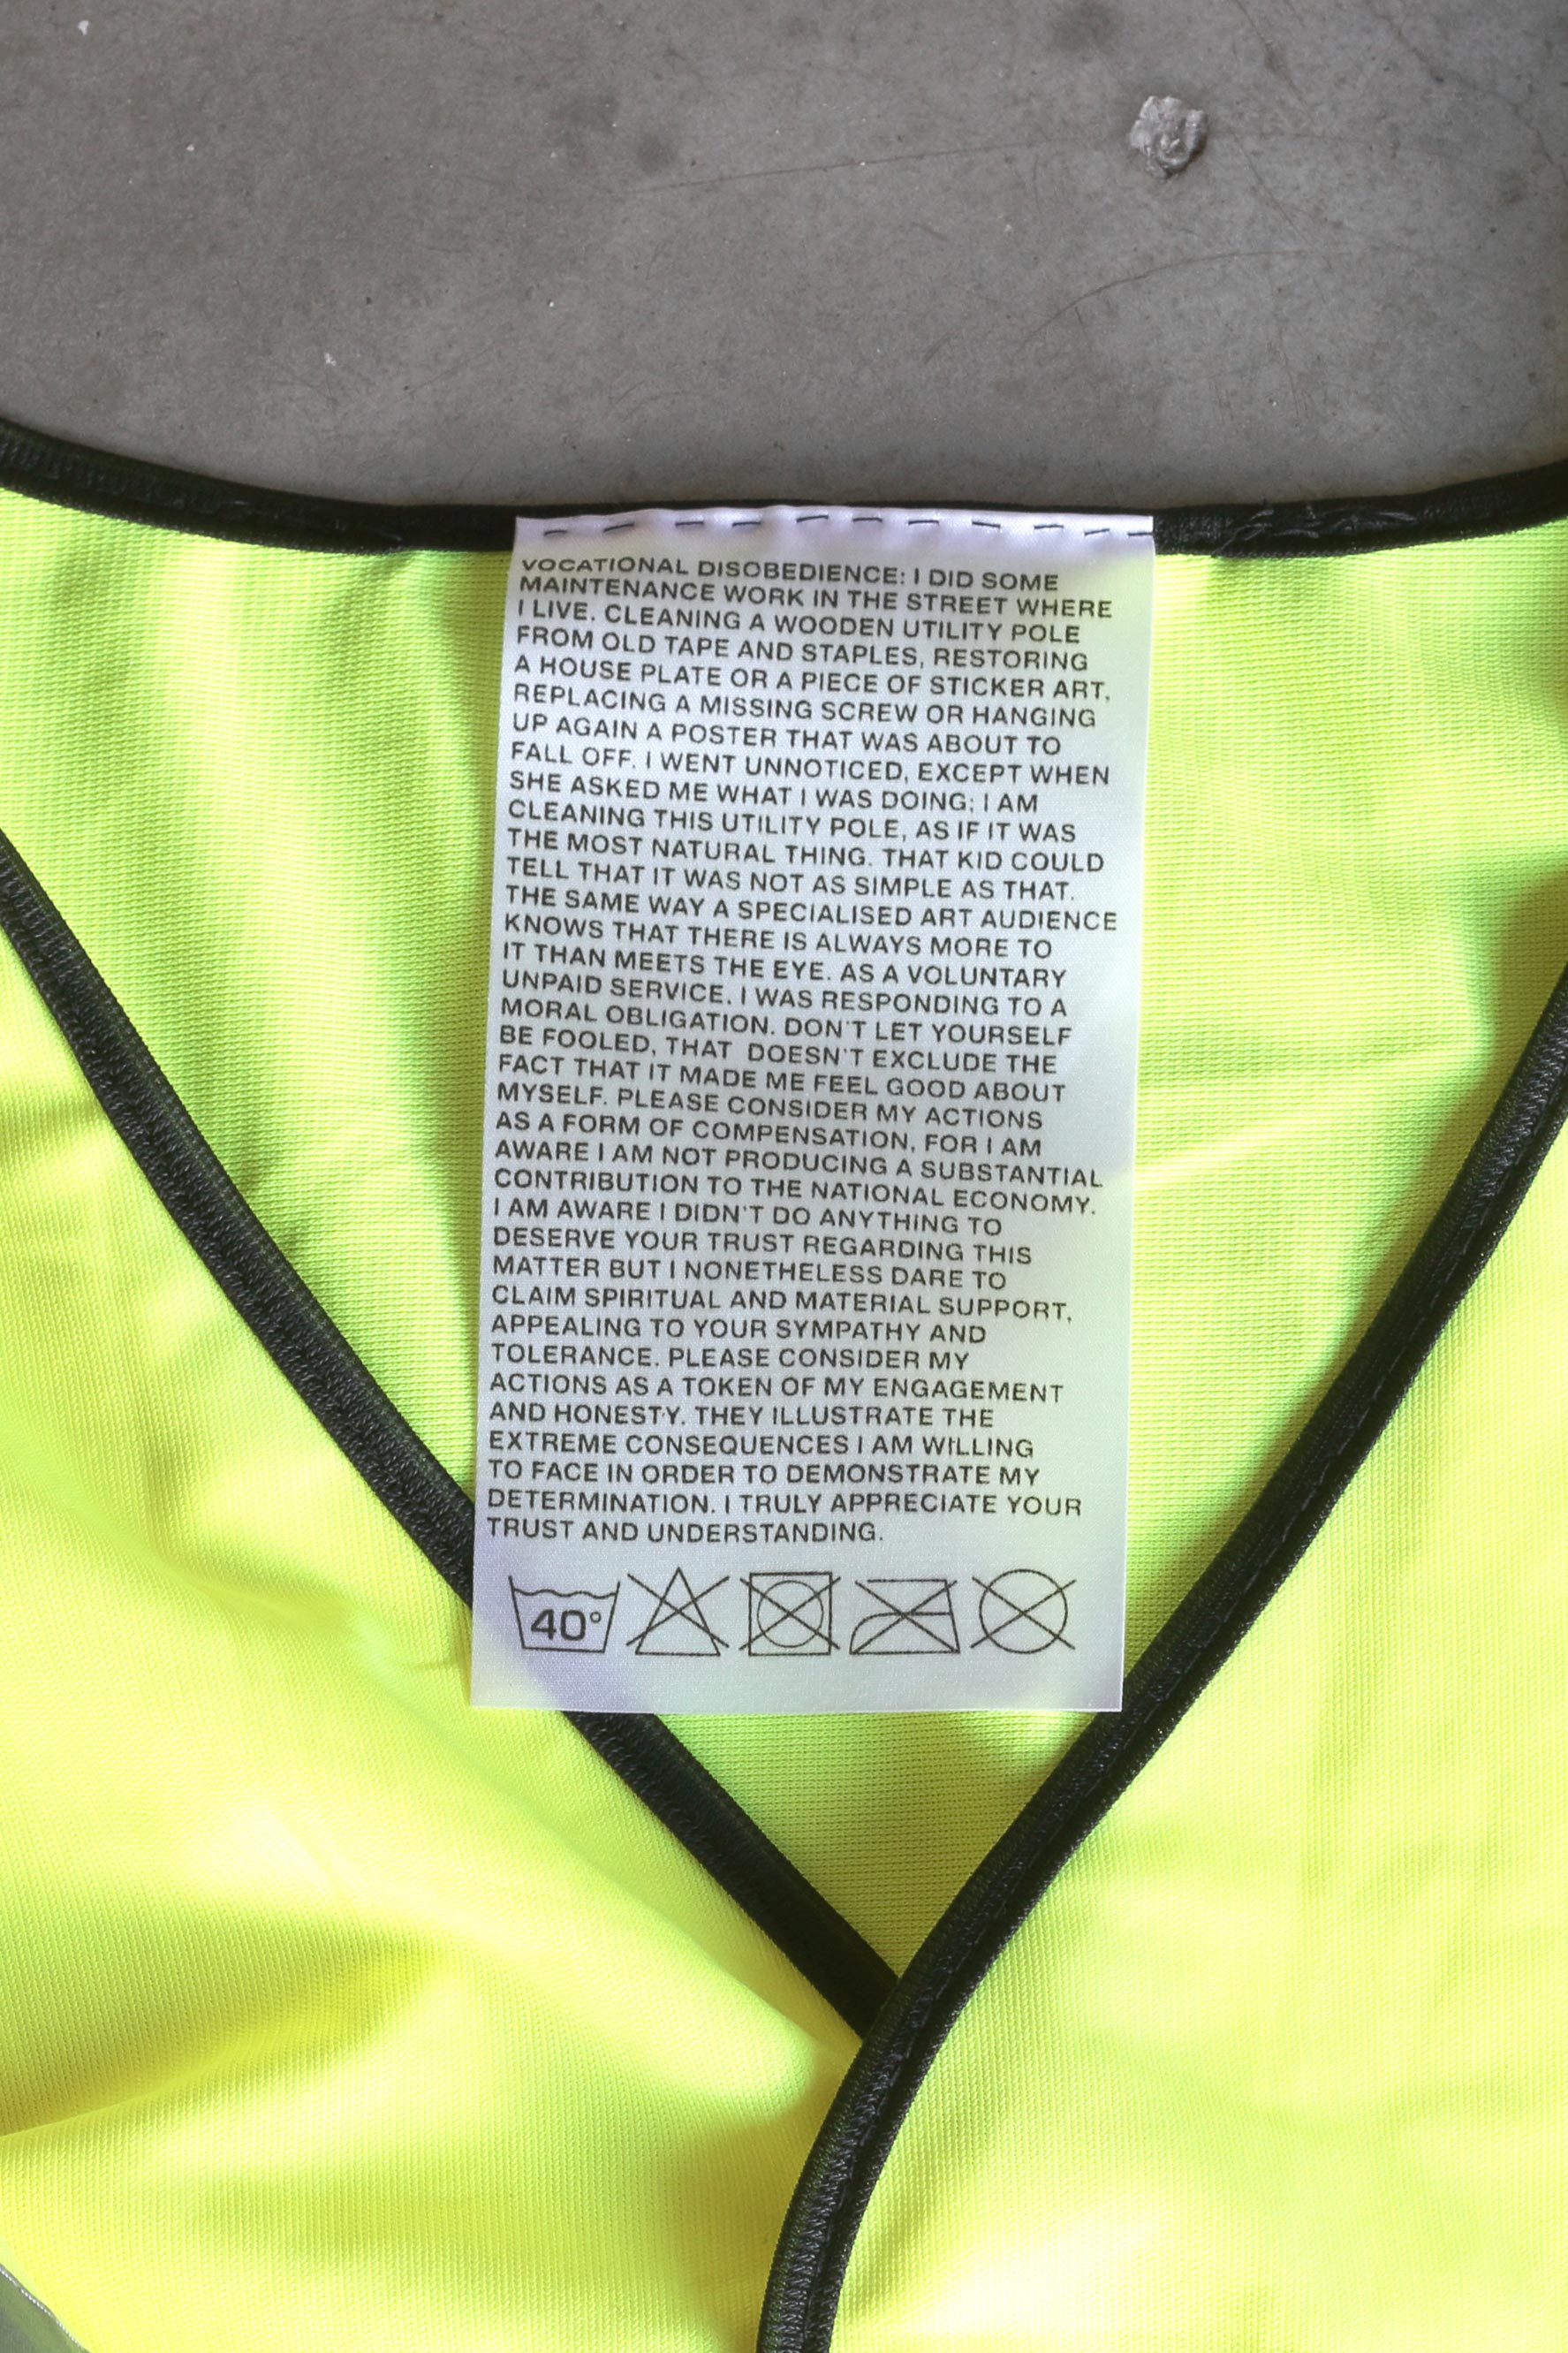 VOCATIONAL DISOBEDIENCE: I DID SOME
MAINTENANCE WORK IN THE STREET WHERE
I LIVE. CLEANING A WOODEN UTILITY POLE
FROM OLD TAPE AND STAPLES, RESTORING
A HOUSE PLATE OR A PIECE OF STICKER ART,
REPLACING A MISSING SCREW OR HANGING
UP AGAIN A POSTER THAT WAS ABOUT TO
FALL OFF. I WENT UNNOTICED, EXCEPT WHEN
SHE ASKED ME WHAT I WAS DOING; I AM
CLEANING THIS UTILITY POLE, AS IF IT WAS
THE MOST NATURAL THING. THAT KID COULD
TELL THAT IT WAS NOT AS SIMPLE AS THAT.
THE SAME WAY A SPECIALISED ART AUDIENCE
KNOWS THAT THERE IS ALWAYS MORE TO
IT THAN MEETS THE EYE. AS A VOLUNTARY
UNPAID SERVICE, I WAS RESPONDING TO A
MORAL OBLIGATION. DON'T LET YOURSELF
BE FOOLED, THAT DOESN'T EXCLUDE THE
FACT THAT IT MADE ME FEEL GOOD ABOUT
MYSELF. PLEASE CONSIDER MY ACTIONS
AS A FORM OF COMPENSATION, FOR I AM
AWARE I AM NOT PRODUCING A SUBSTANTIAL
CONTRIBUTION TO THE NATIONAL ECONOMY.
I AM AWARE I DIDN'T DO ANYTHING TO
DESERVE YOUR TRUST REGARDING THIS
MATTER BUT I NONETHELESS DARE TO
CLAIM SPIRITUAL AND MATERIAL SUPPORT,
APPEALING TO YOUR SYMPATHY AND
TOLERANCE. PLEASE CONSIDER MY
ACTIONS AS A TOKEN OF MY ENGAGEMENT
AND HONESTY. THEY ILLUSTRATE THE
EXTREME CONSEQUENCES I AM WILLING
TO FACE IN ORDER TO DEMONSTRATE MY
DETERMINATION. I TRULY APPRECIATE YOUR
TRUST AND UNDERSTANDING.
40°